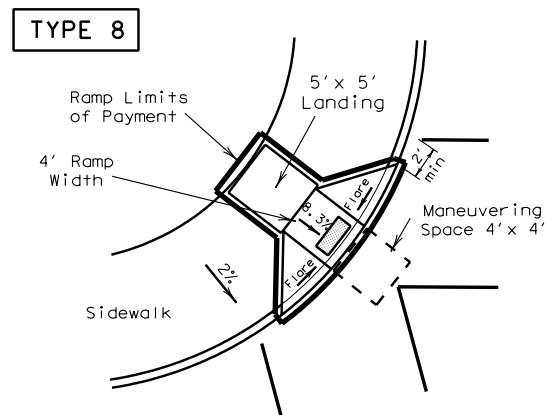 TYPE 8
Ramp Limits
of Payment
5' x 5'
Landing
4' Ramp
Width
2'
min
Flare
8.3%
Maneuvering
Space 4' x 4'
Flare
2%
Sidewalk